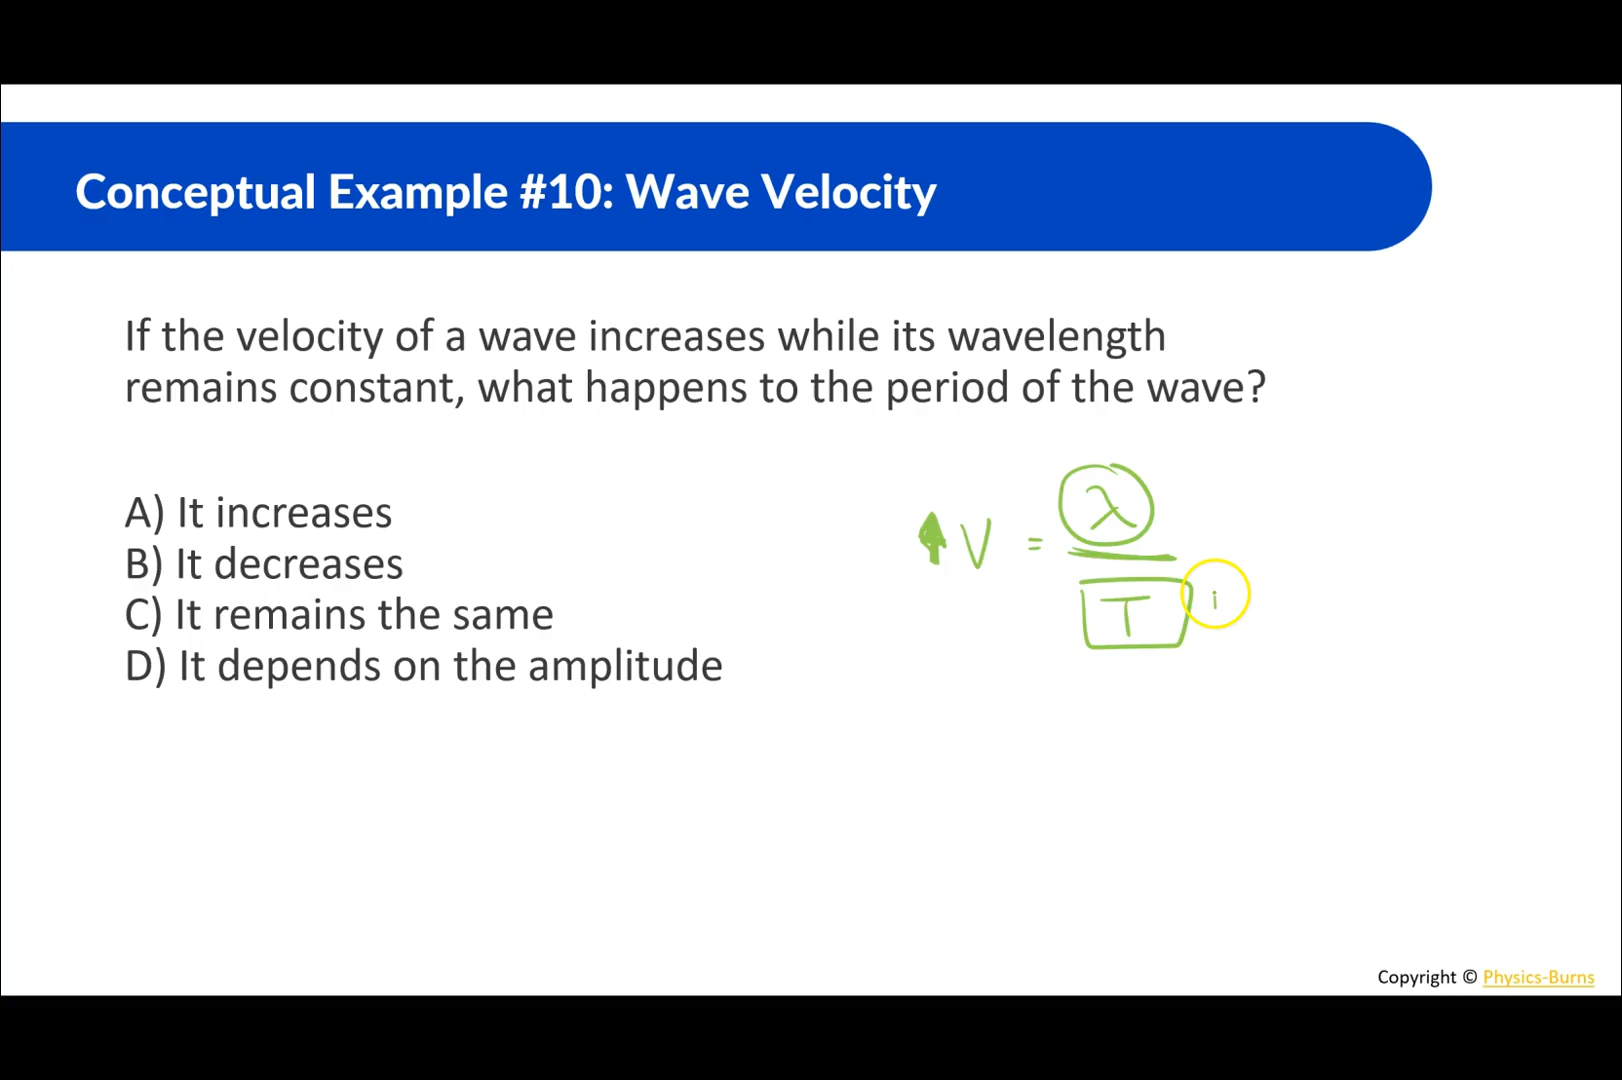 Conceptual Example #10: Wave Velocity
If the velocity of a wave increases while its wavelength
remains constant, what happens to the period of the wave?
A) It increases
B) It decreases
C) It remains the same
D) It depends on the amplitude
↑ V = λ / T
Copyright © Physics-Burns